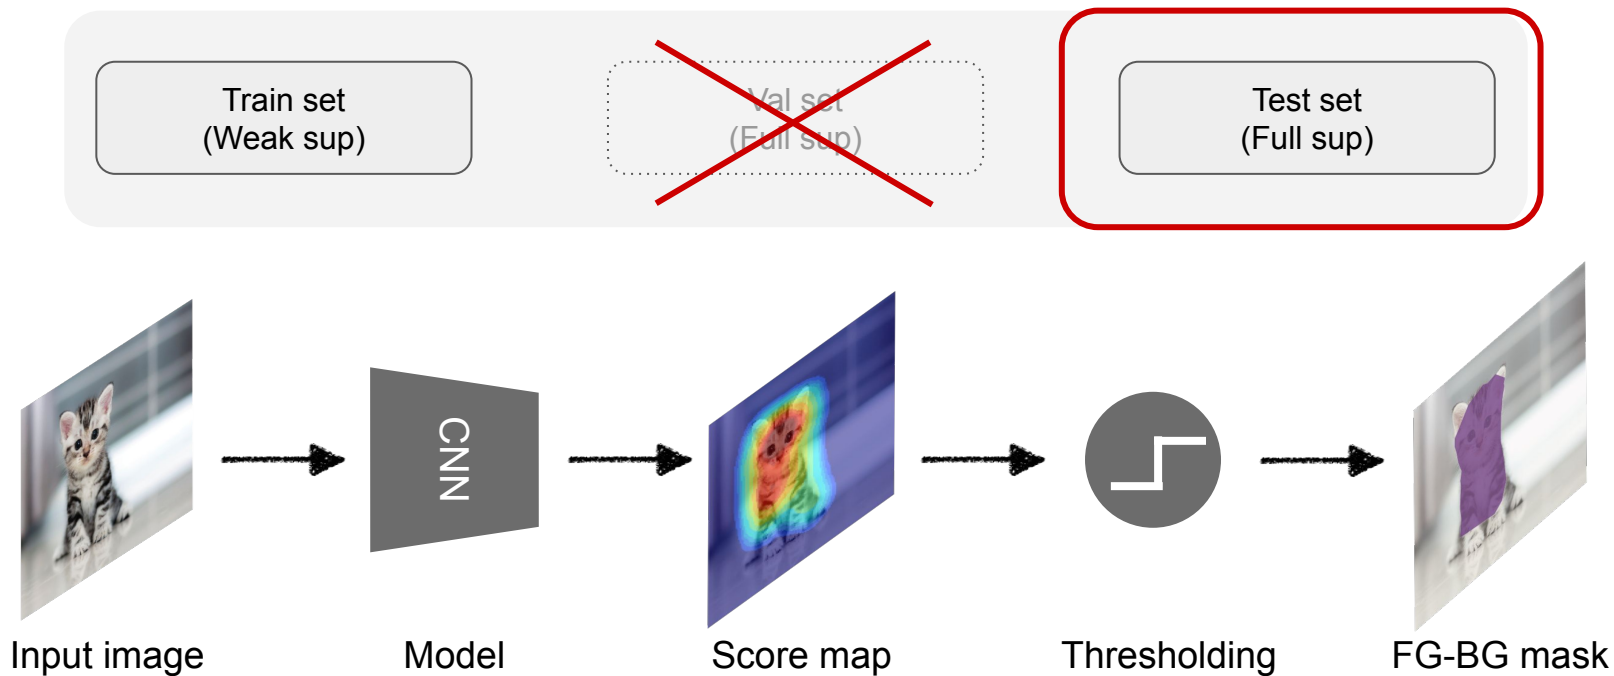 Train set
(Weak sup)
Val set
(Full sup)
Test set
(Full sup)
CNN
Input image
Model
Score map
Thresholding
FG-BG mask